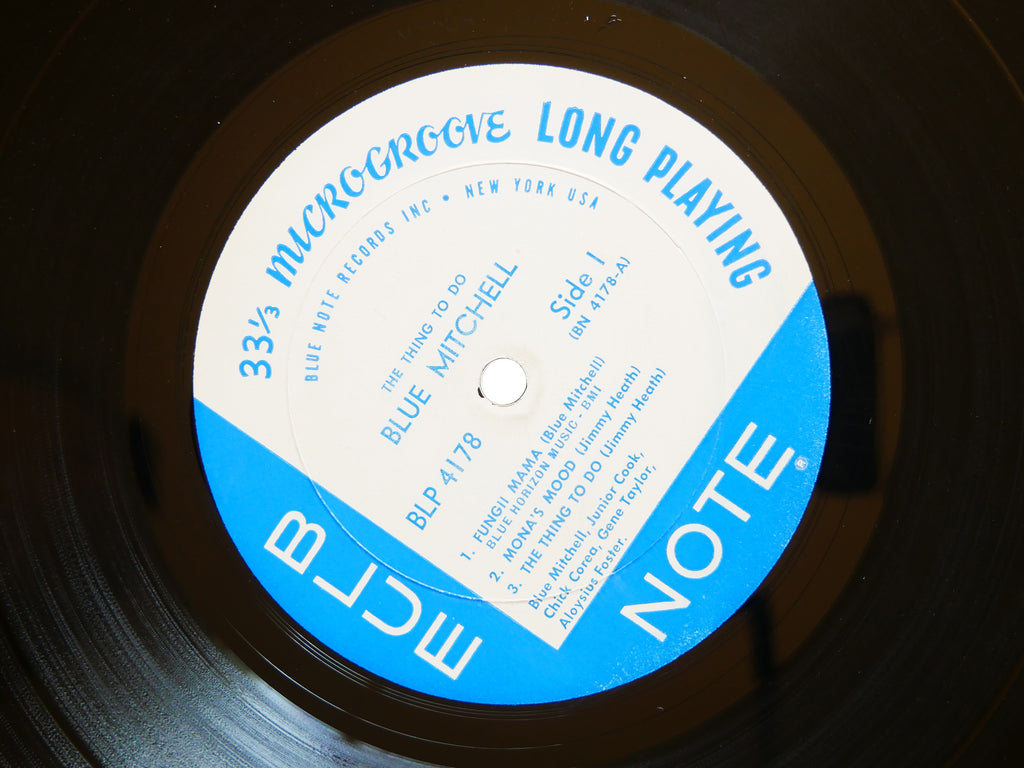 33⅓ MICROGROOVE LONG PLAYING
BLUE NOTE RECORDS INC • NEW YORK USA
THE THING TO DO
BLUE MITCHELL
BLP 4178
Side 1
(BN 4178-A)
1. FUNGII MAMA (Blue Mitchell)
BLUE HORIZON MUSIC - BMI
2. MONA'S MOOD (Jimmy Heath)
3. THE THING TO DO (Jimmy Heath)
Blue Mitchell, Junior Cook,
Chick Corea, Gene Taylor,
Aloysius Foster.
BLUE
NOTE ®